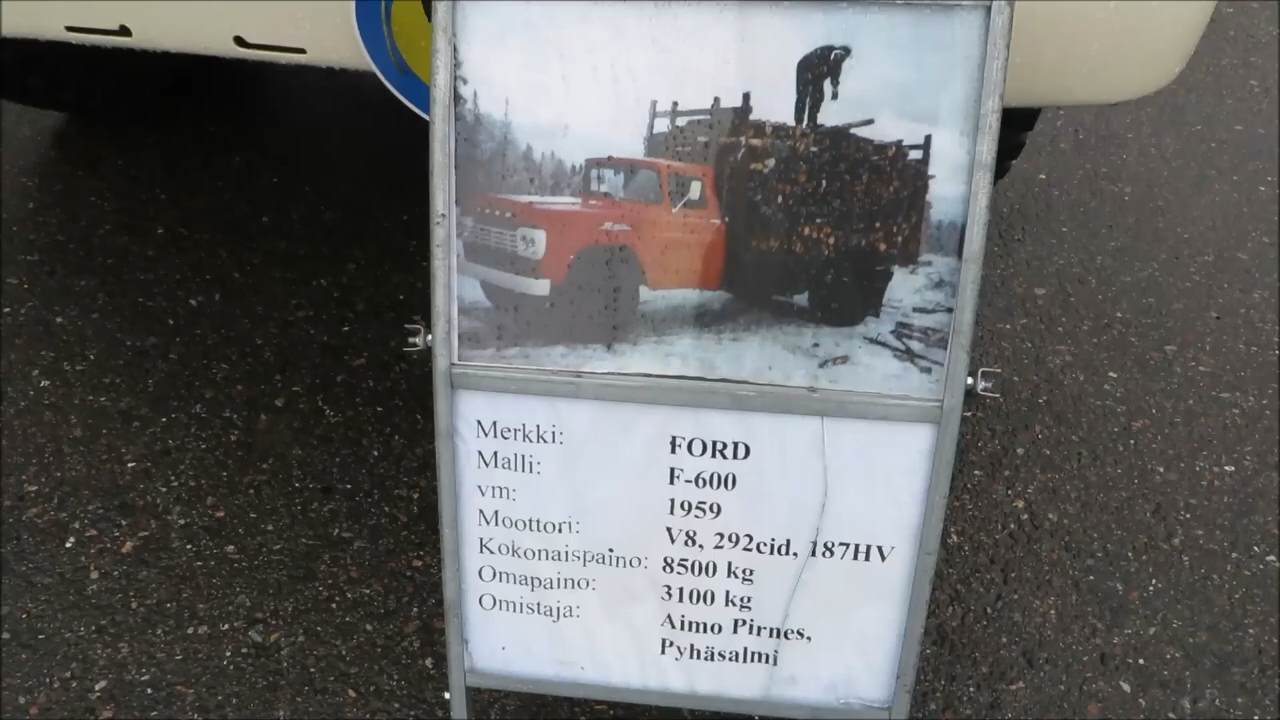 Merkki: FORD
Malli: F-600
vm: 1959
Moottori: V8, 292cid, 187HV
Kokonaispaino: 8500 kg
Omapaino: 3100 kg
Omistaja: Aimo Pirnes,
Pyhäsalmi